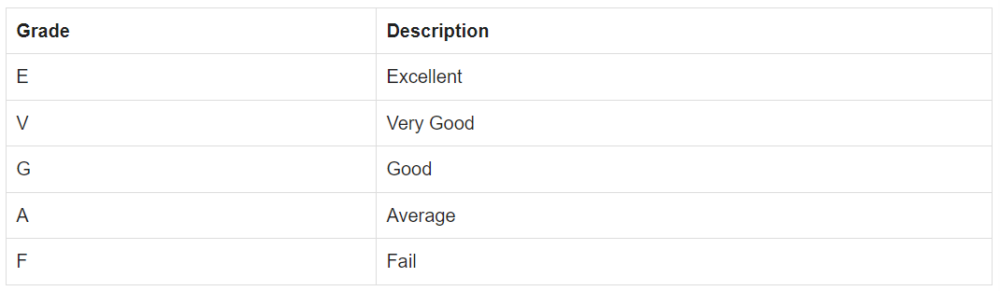 Grade Description
E Excellent
V Very Good
G Good
A Average
F Fail